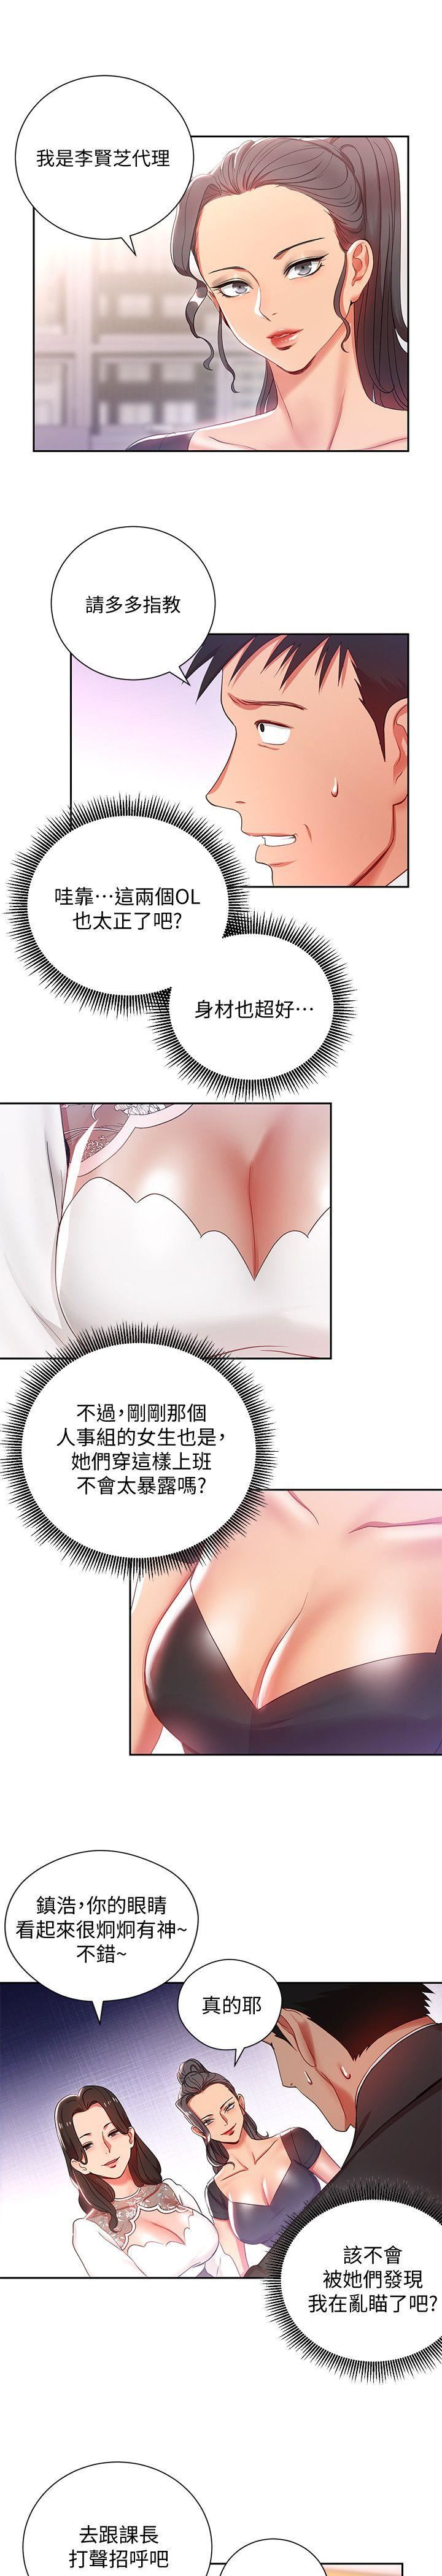 我是李賢芝代理
請多多指教
哇靠…這兩個OL
也太正了吧?
身材也超好…
不過,剛剛那個
人事組的女生也是,
她們穿這樣上班
不會太暴露嗎?
鎮浩,你的眼睛
看起來很炯炯有神~
不錯~
真的耶
該不會
被她們發現
我在亂瞄了吧?
去跟課長
打聲招呼吧